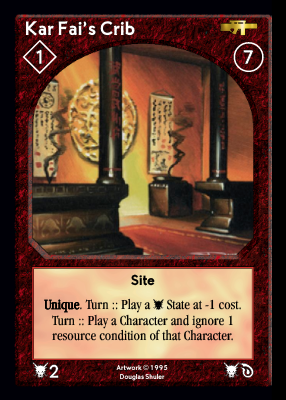 Kar Fai's Crib
1
7
Site
Unique. Turn :: Play a State at -1 cost.
Turn :: Play a Character and ignore 1
resource condition of that Character.
2
Artwork © 1995
Douglas Shuler